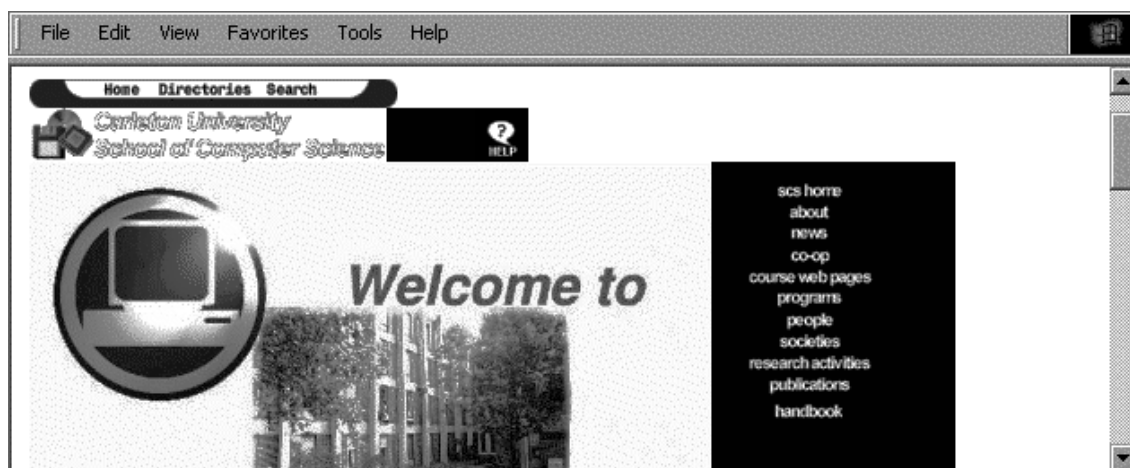 File Edit View Favorites Tools Help
Home Directories Search
Carleton University
School of Computer Science
?
HELP
scs home
about
news
co-op
course web pages
programs
people
societies
research activities
publications
handbook
Welcome to